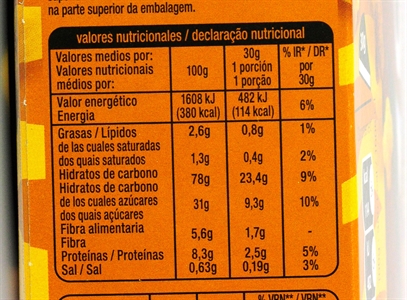 na parte superior da embalagem.
valores nutricionales / declaração nutricional
Valores medios por:
Valores nutricionais
médios por:
100g
30g
1 porción
1 porção
% IR* / DR*
por
30g
Valor energético
Energia
1608 kJ
(380 kcal)
482 kJ
(114 kcal)
6%
Grasas / Lípidos 2,6g 0,8g 1%
de las cuales saturadas
dos quais saturados 1,3g 0,4g 2%
Hidratos de carbono
Hidratos de carbono 78g 23,4g 9%
de los cuales azúcares
dos quais açúcares 31g 9,3g 10%
Fibra alimentaria
Fibra 5,6g 1,7g -
Proteínas / Proteínas 8,3g 2,5g 5%
Sal / Sal 0,63g 0,19g 3%
% VRN** / VRN**